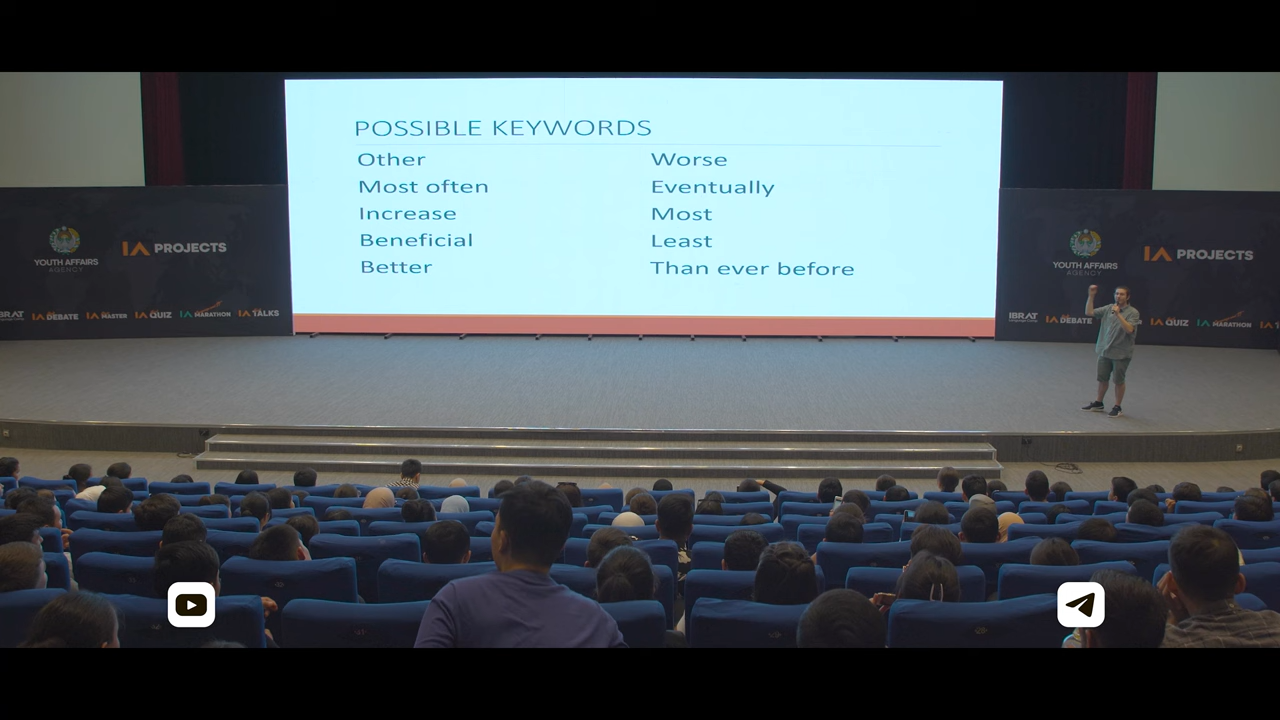 POSSIBLE KEYWORDS
Other
Most often
Increase
Beneficial
Better
Worse
Eventually
Most
Least
Than ever before
YOUTH AFFAIRS
AGENCY
IA PROJECTS
IA DEBATE
IA MASTER
IA QUIZ
IA MARATHON
IA TALKS
YOUTH AFFAIRS
AGENCY
IA PROJECTS
IBRAT
IA DEBATE
IA QUIZ
IA MARATHON